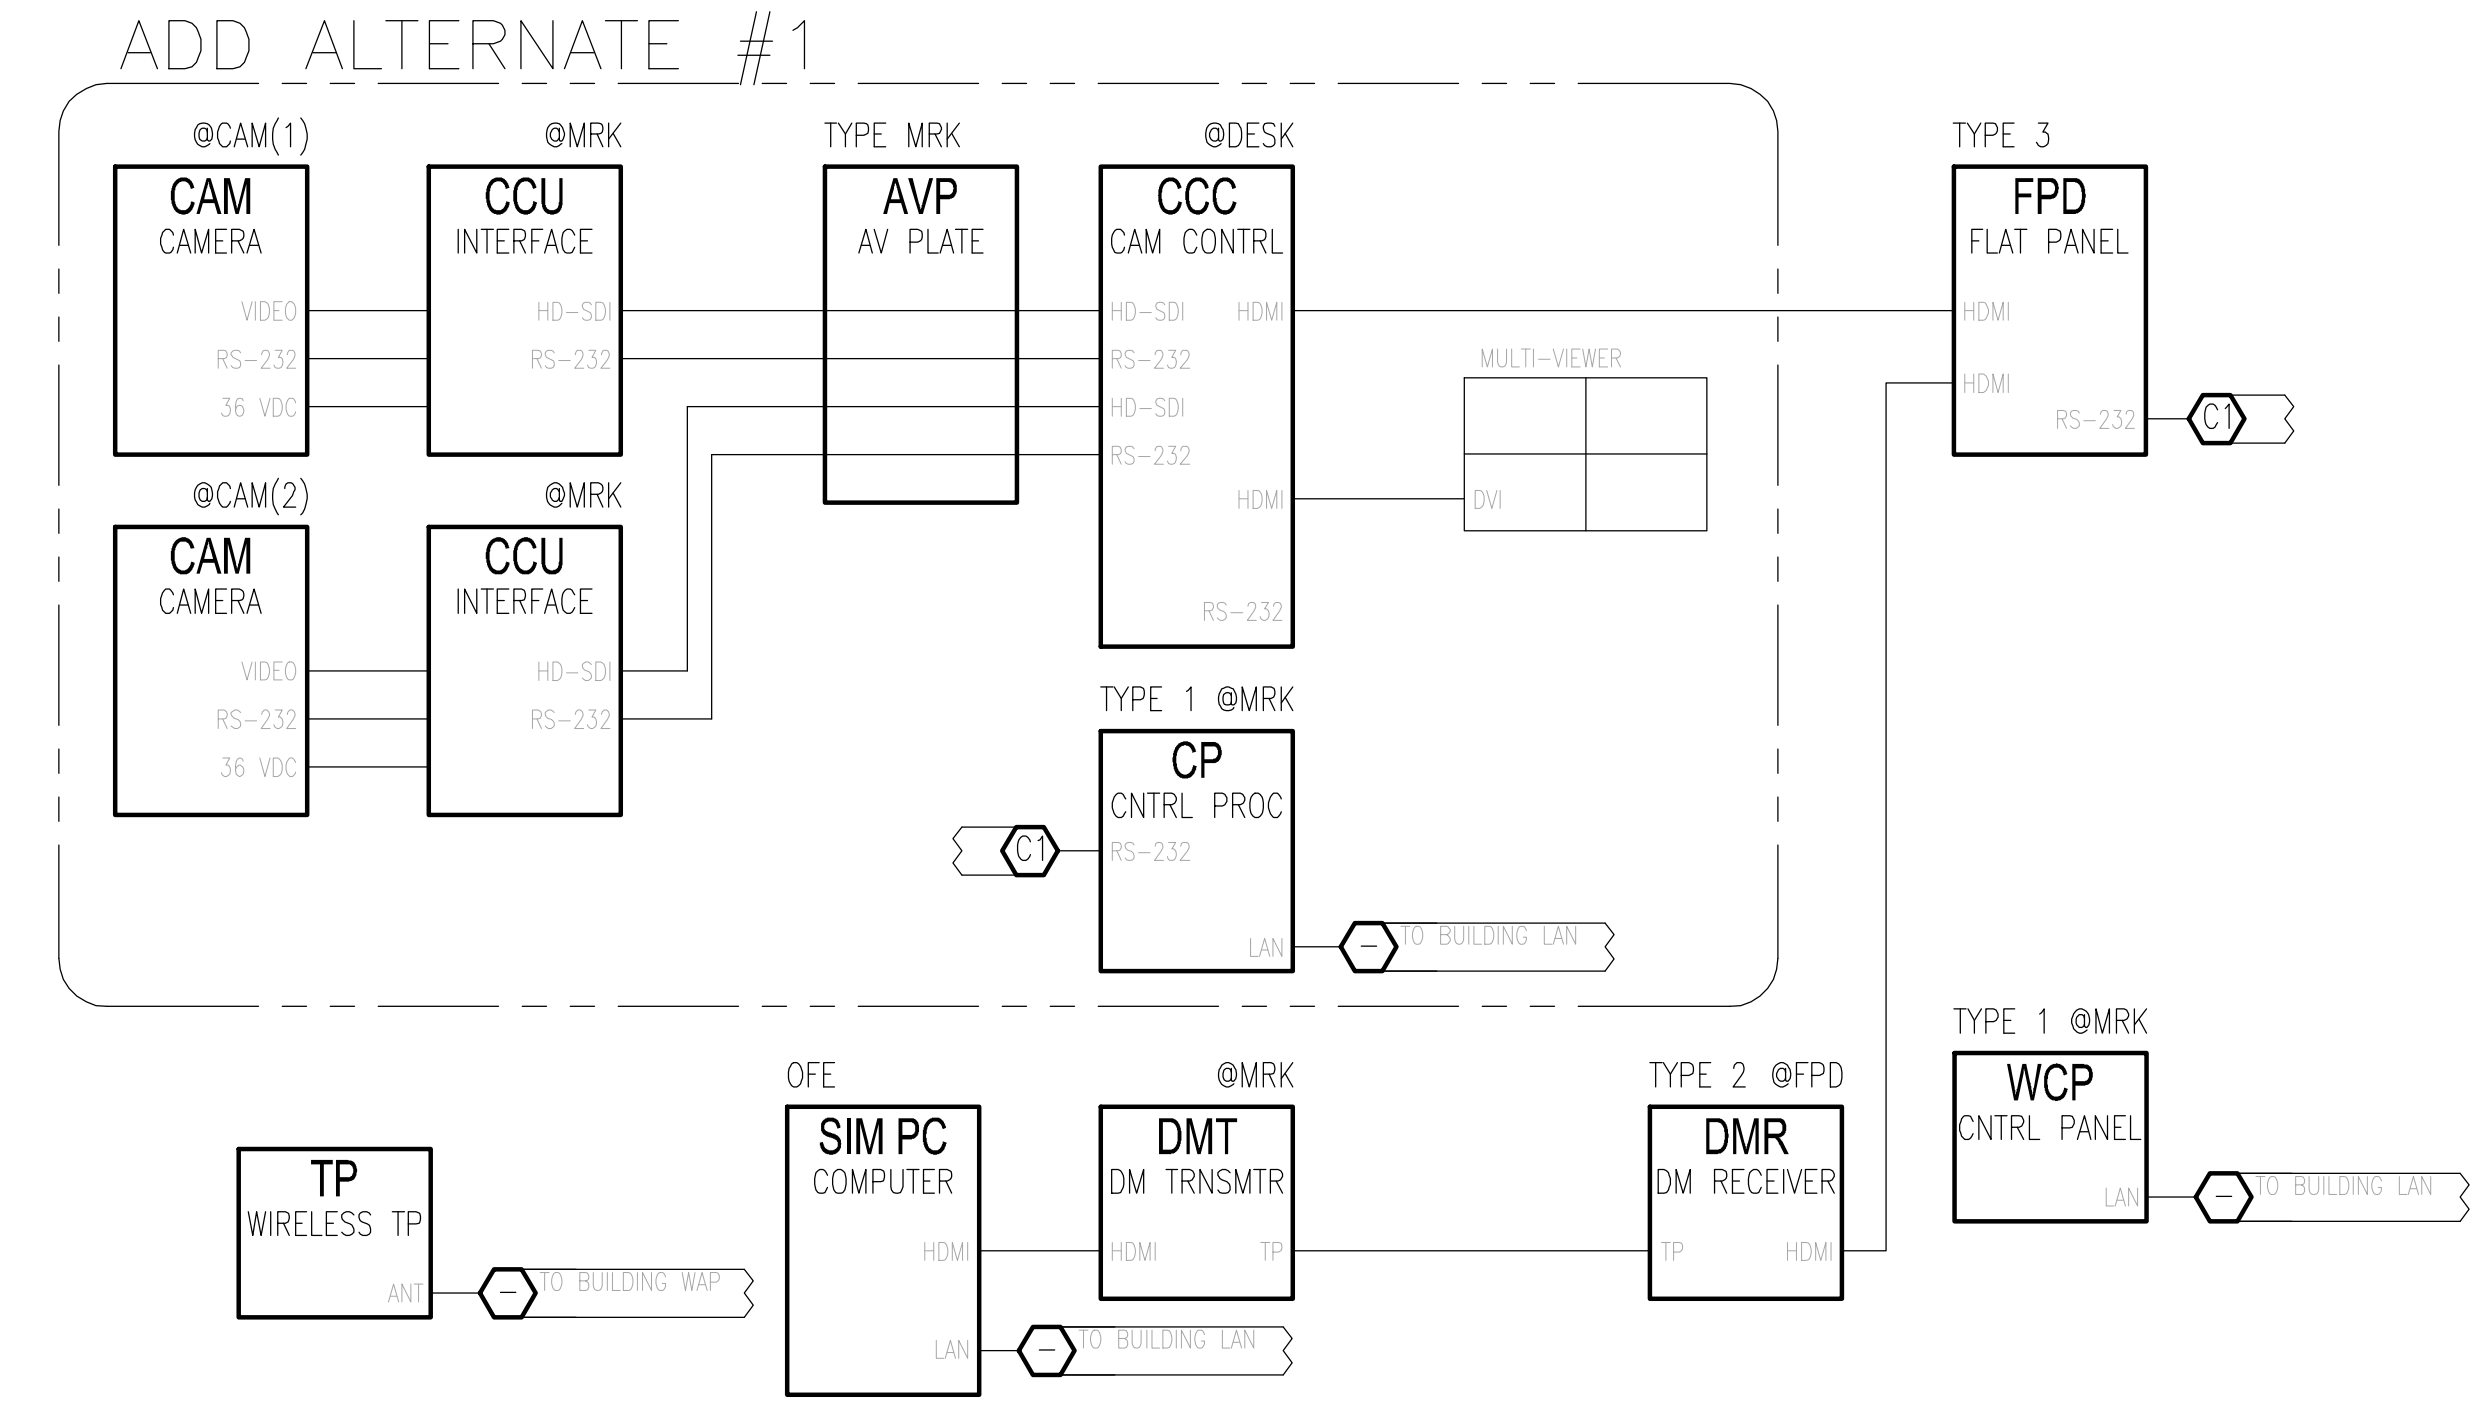 ADD ALTERNATE #1
@CAM(1)
CAM
CAMERA
VIDEO
RS-232
36 VDC
@MRK
CCU
INTERFACE
HD-SDI
RS-232
TYPE MRK
AVP
AV PLATE
@DESK
CCC
CAM CONTRL
HD-SDI HDMI
RS-232
HD-SDI
RS-232
HDMI
RS-232
MULTI-VIEWER
DVI
TYPE 3
FPD
FLAT PANEL
HDMI
HDMI
RS-232
C1
@CAM(2)
CAM
CAMERA
VIDEO
RS-232
36 VDC
@MRK
CCU
INTERFACE
HD-SDI
RS-232
TYPE 1 @MRK
CP
CNTRL PROC
C1
RS-232
LAN
- TO BUILDING LAN
TP
WIRELESS TP
ANT
- TO BUILDING WAP
OFE
SIM PC
COMPUTER
HDMI
LAN
- TO BUILDING LAN
@MRK
DMT
DM TRNSMTR
HDMI TP
TYPE 2 @FPD
DMR
DM RECEIVER
TP HDMI
TYPE 1 @MRK
WCP
CNTRL PANEL
LAN
- TO BUILDING LAN